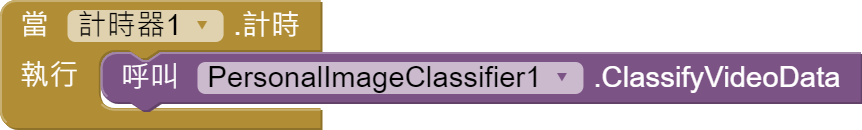 當 計時器1 .計時
執行 呼叫 PersonalImageClassifier1 .ClassifyVideoData